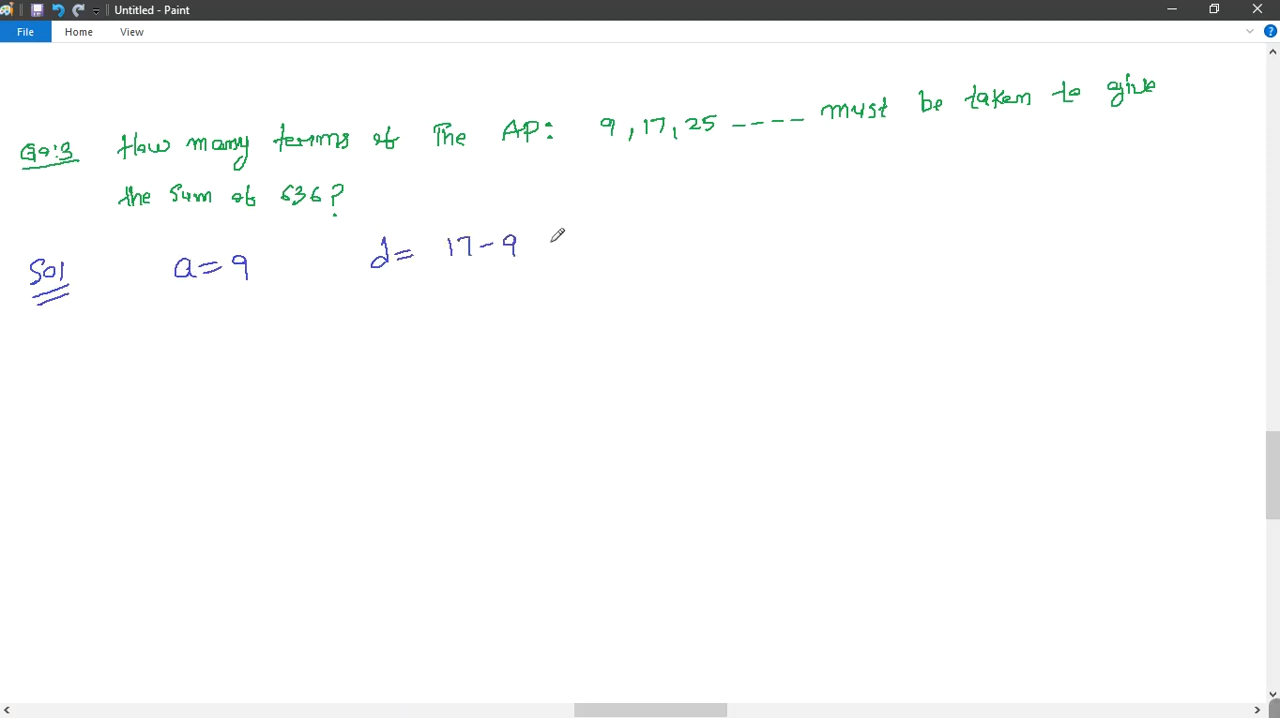 Untitled - Paint
File Home View
Q no:3 How many terms of The AP: 9, 17, 25 ---- must be taken to give
the sum of 636?
Sol a = 9 d = 17 - 9